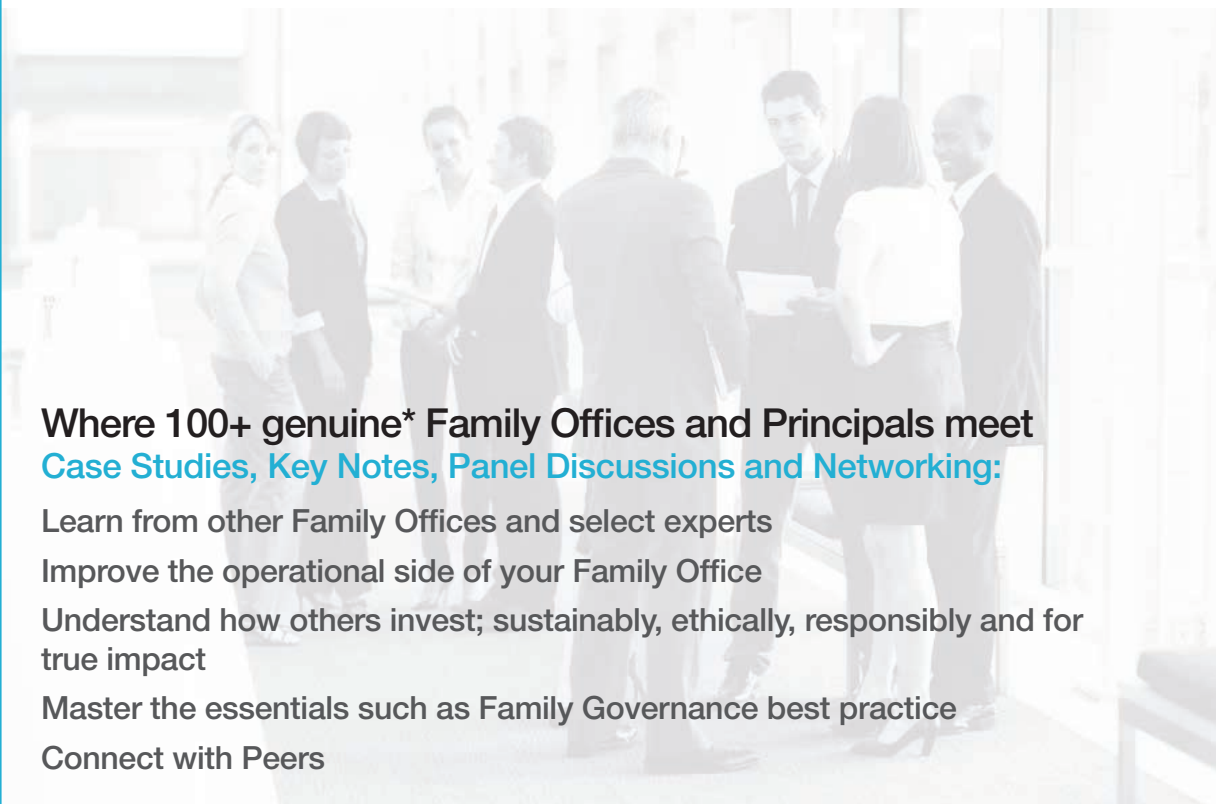 Where 100+ genuine* Family Offices and Principals meet
Case Studies, Key Notes, Panel Discussions and Networking:
Learn from other Family Offices and select experts
Improve the operational side of your Family Office
Understand how others invest; sustainably, ethically, responsibly and for
true impact
Master the essentials such as Family Governance best practice
Connect with Peers